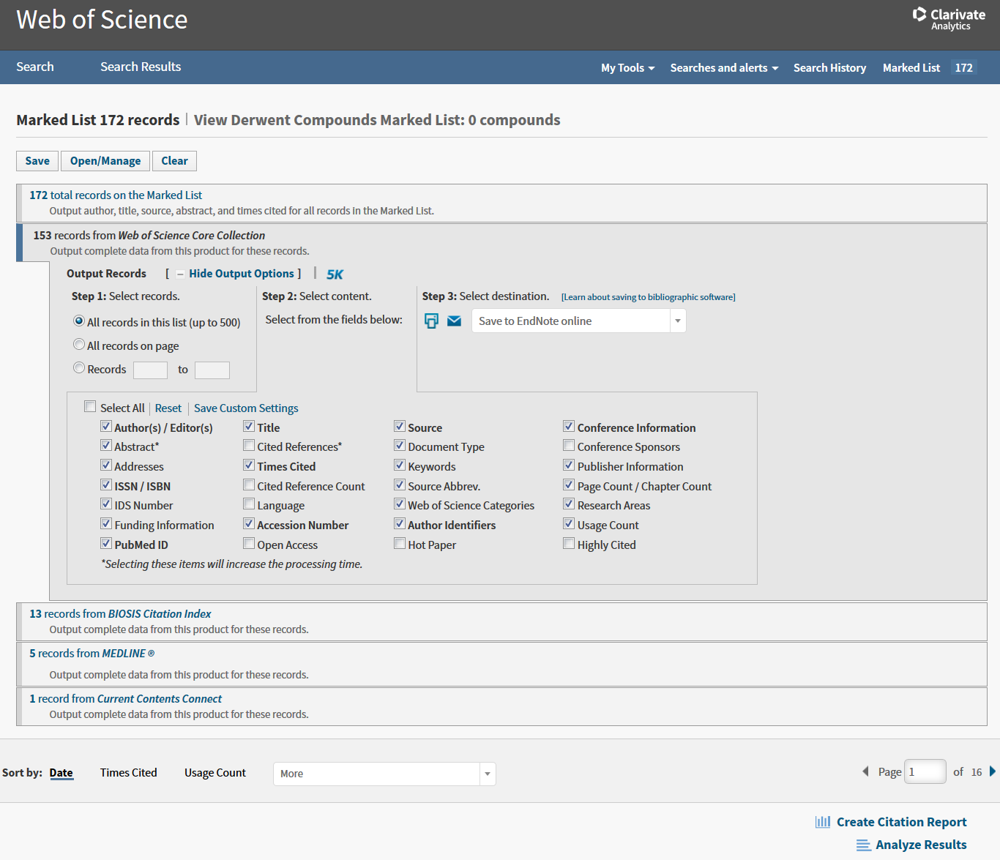 Web of Science
Clarivate
Analytics
Search Search Results My Tools Searches and alerts Search History Marked List 172
Marked List 172 records | View Derwent Compounds Marked List: 0 compounds
Save Open/Manage Clear
172 total records on the Marked List
Output author, title, source, abstract, and times cited for all records in the Marked List.
153 records from Web of Science Core Collection
Output complete data from this product for these records.
Output Records [ − Hide Output Options ] | 5K
Step 1: Select records. Step 2: Select content. Step 3: Select destination. [Learn about saving to bibliographic software]
All records in this list (up to 500) Select from the fields below: Save to EndNote online
All records on page
Records to
Select All | Reset | Save Custom Settings
Author(s) / Editor(s) Title Source Conference Information
Abstract* Cited References* Document Type Conference Sponsors
Addresses Times Cited Keywords Publisher Information
ISSN / ISBN Cited Reference Count Source Abbrev. Page Count / Chapter Count
IDS Number Language Web of Science Categories Research Areas
Funding Information Accession Number Author Identifiers Usage Count
PubMed ID Open Access Hot Paper Highly Cited
*Selecting these items will increase the processing time.
13 records from BIOSIS Citation Index
Output complete data from this product for these records.
5 records from MEDLINE ®
Output complete data from this product for these records.
1 record from Current Contents Connect
Output complete data from this product for these records.
Sort by: Date Times Cited Usage Count More Page 1 of 16
Create Citation Report
Analyze Results